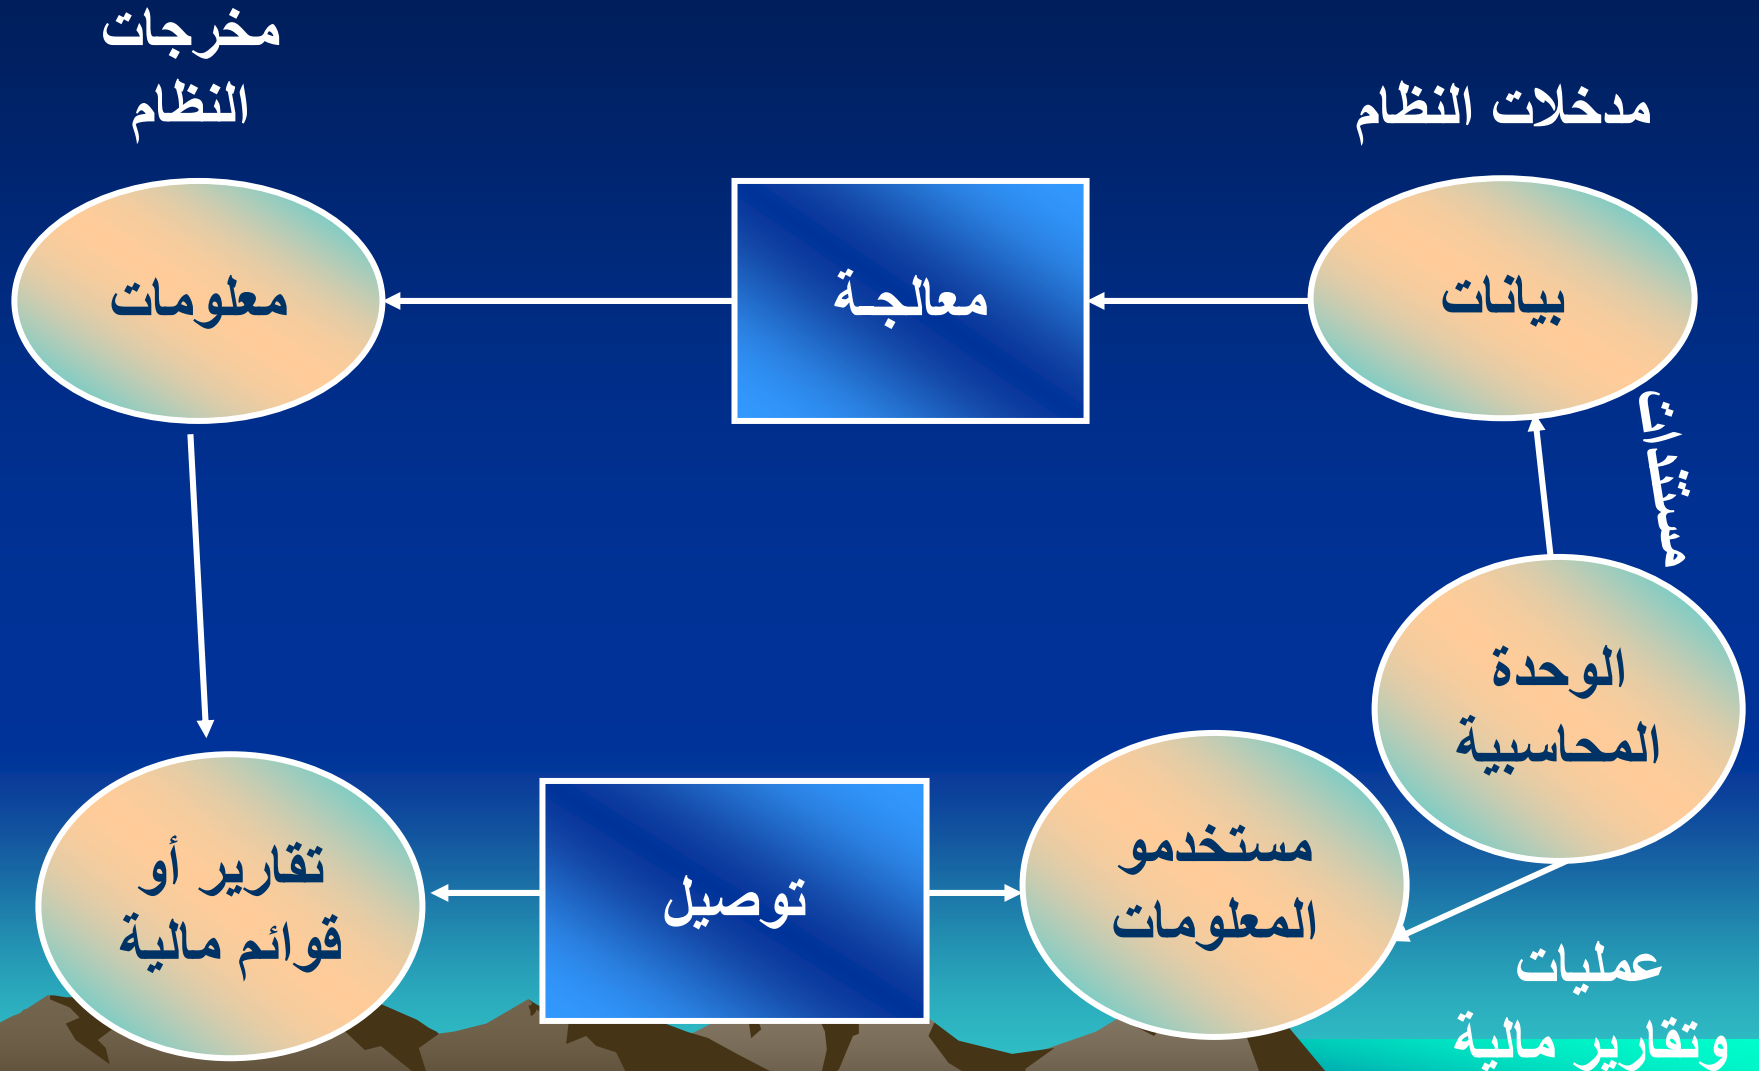 مخرجات
النظام
مدخلات النظام
بيانات
معالجـة
معلومات
مستندات
الوحدة
المحاسبية
مستخدمو
المعلومات
توصيل
تقارير أو
قوائم مالية
عمليات
وتقارير مالية